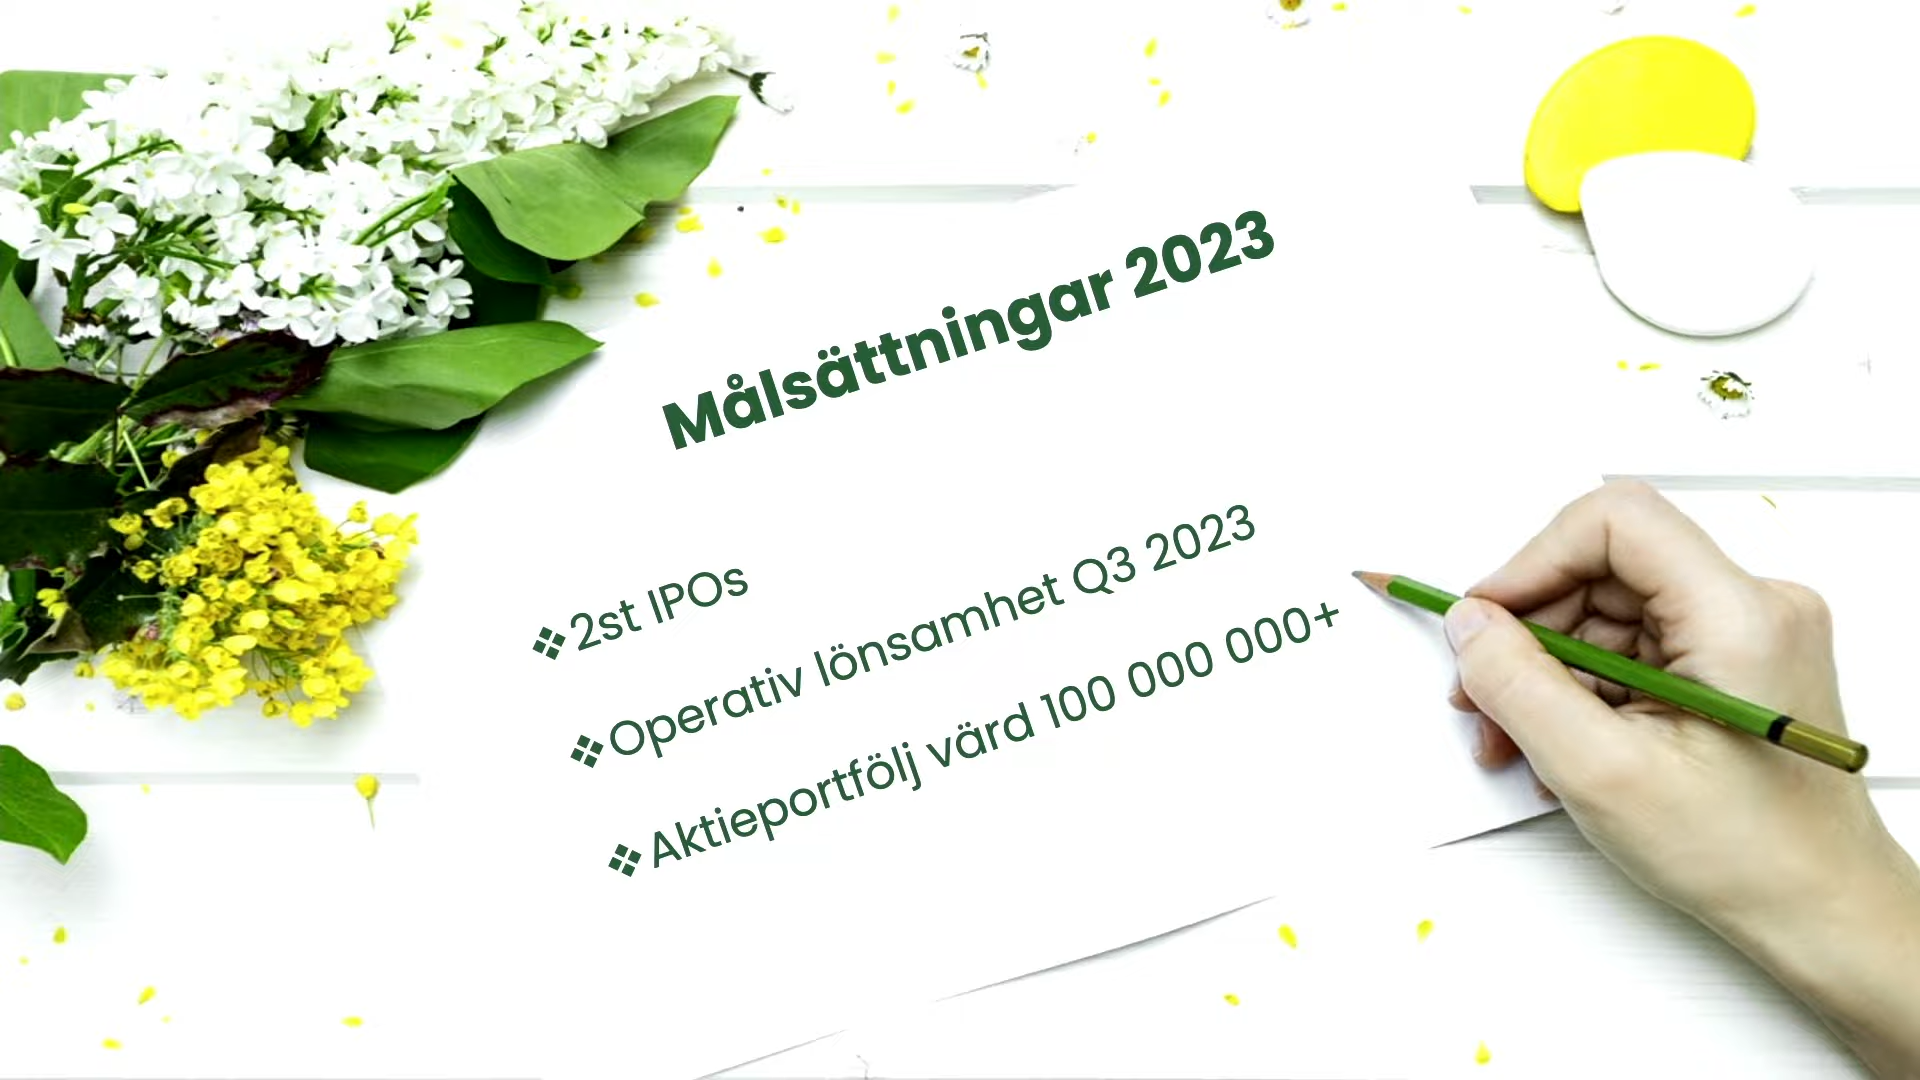 Målsättningar 2023
❖2st IPOs
❖Operativ lönsamhet Q3 2023
❖Aktieportfölj värd 100 000 000+